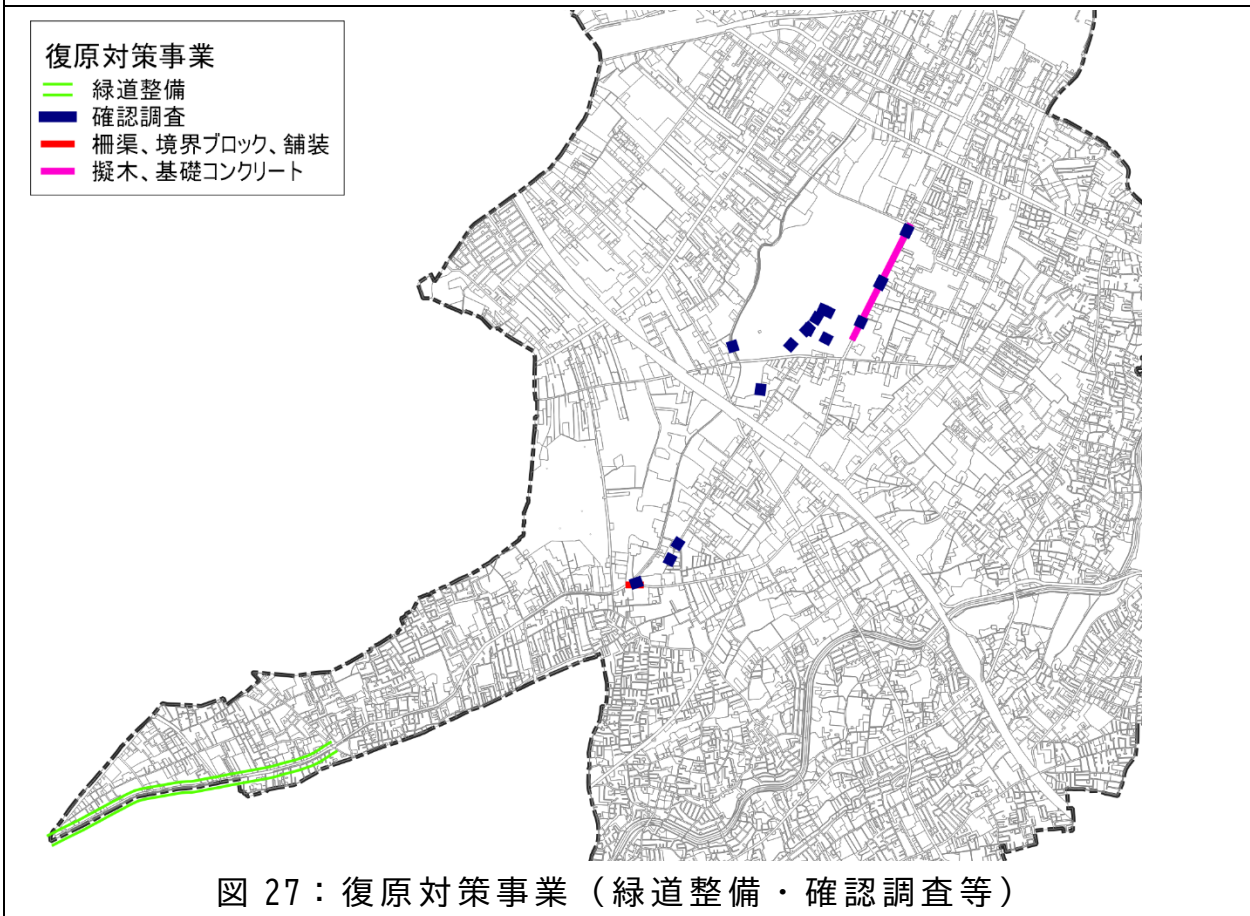 復原対策事業
緑道整備
確認調査
柵渠、境界ブロック、舗装
擬木、基礎コンクリート
図 27：復原対策事業（緑道整備・確認調査等）